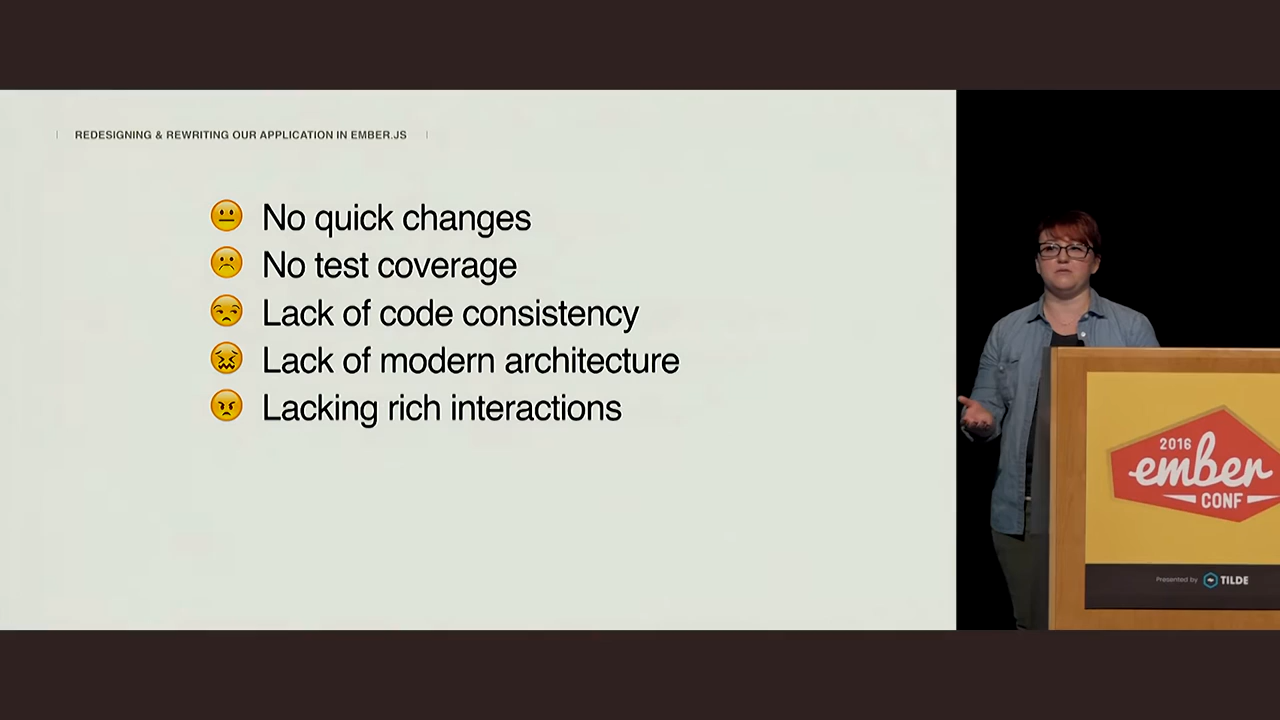 REDESIGNING & REWRITING OUR APPLICATION IN EMBER.JS
No quick changes
No test coverage
Lack of code consistency
Lack of modern architecture
Lacking rich interactions
2016
ember
CONF
Presented by TILDE